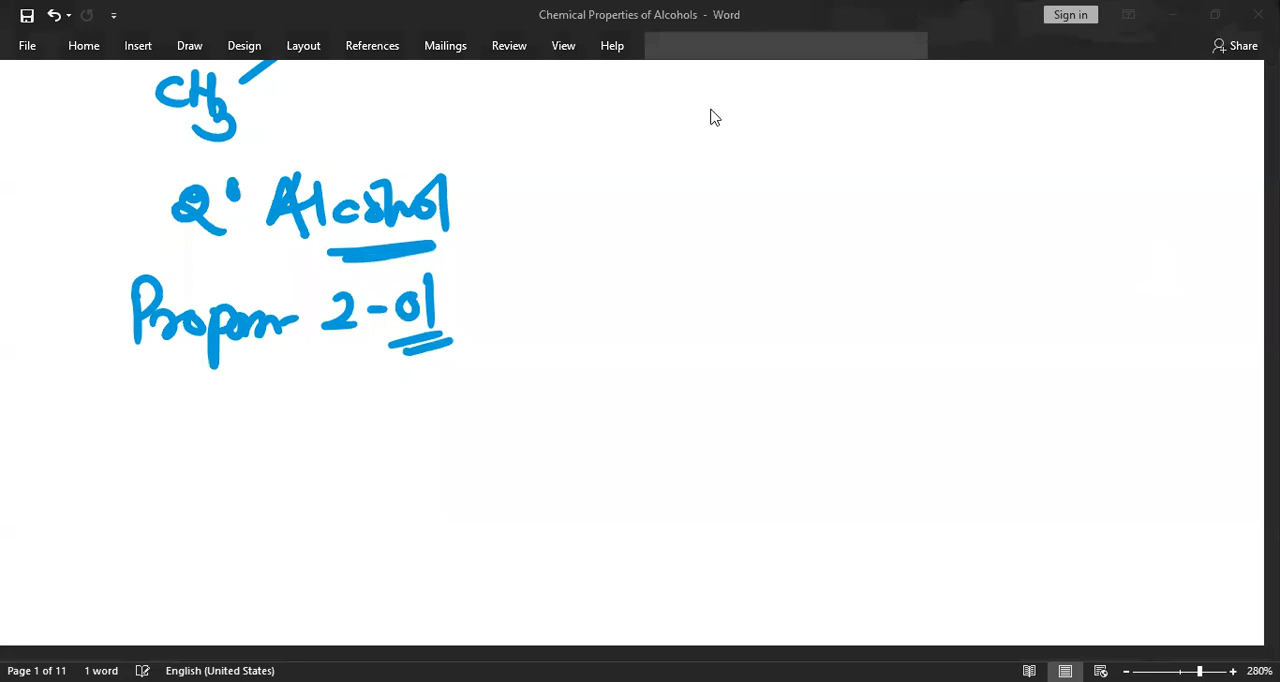 Chemical Properties of Alcohols - Word
Sign in
File Home Insert Draw Design Layout References Mailings Review View Help
Share
CH3
2° Alcohol
Propan 2-ol
Page 1 of 11 1 word English (United States) 280%